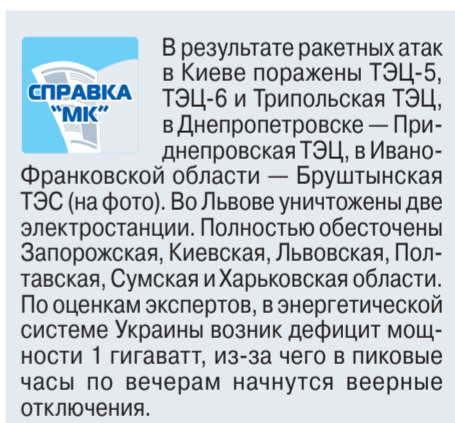 СПРАВКА
"МК"
В результате ракетных атак
в Киеве поражены ТЭЦ-5,
ТЭЦ-6 и Трипольская ТЭЦ,
в Днепропетровске — При-
днепровская ТЭЦ, в Ивано-
Франковской области — Бруштынская
ТЭС (на фото). Во Львове уничтожены две
электростанции. Полностью обесточены
Запорожская, Киевская, Львовская, Пол-
тавская, Сумская и Харьковская области.
По оценкам экспертов, в энергетической
системе Украины возник дефицит мощ-
ности 1 гигаватт, из-за чего в пиковые
часы по вечерам начнутся веерные
отключения.